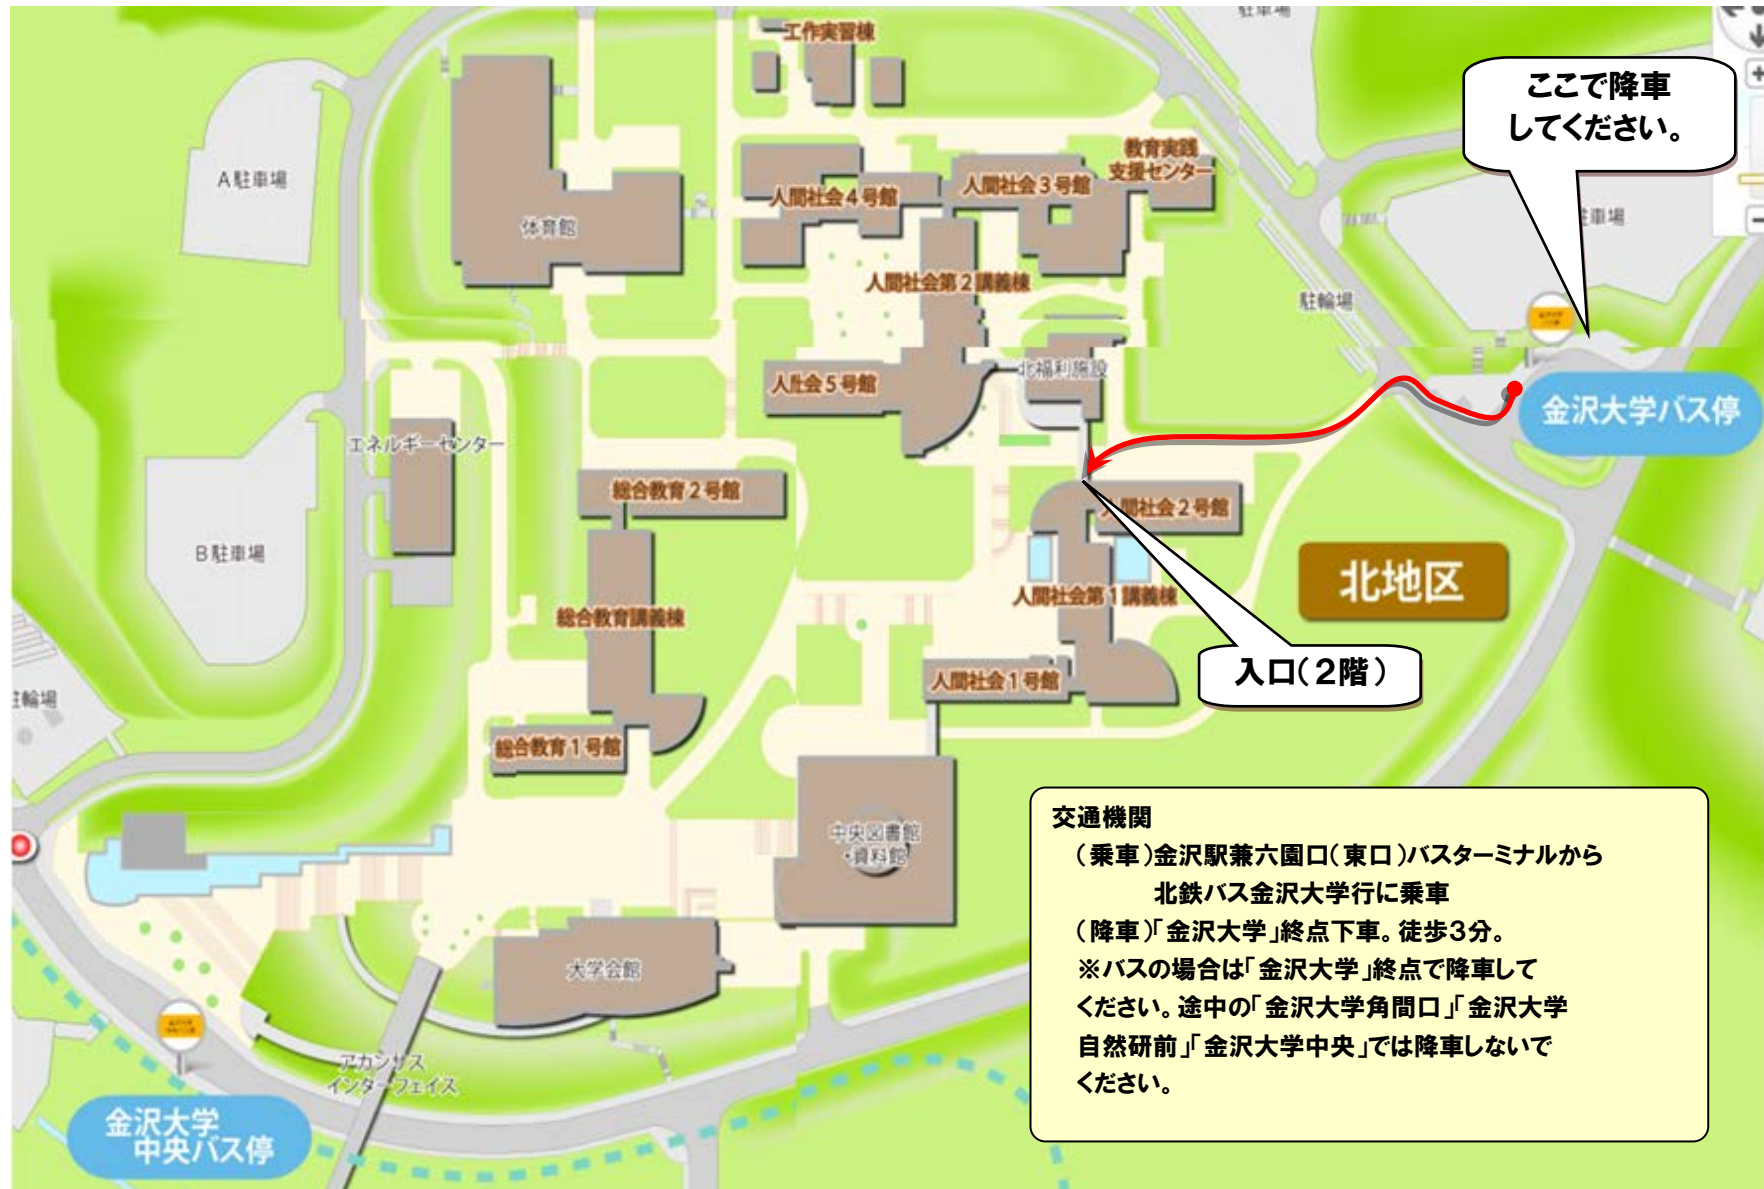 工作実習棟
駐車場
ここで降車
してください。
A駐車場
体育館
人間社会4号館
人間社会3号館
教育実践
支援センター
駐車場
人間社会第2講義棟
駐輪場
北福利施設
人社会5号館
金沢大学バス停
エネルギーセンター
総合教育2号館
人間社会2号館
B駐車場
北地区
人間社会第1講義棟
総合教育講義棟
入口(2階)
人間社会1号館
駐輪場
総合教育1号館
中央図書館
・資料館
大学会館
アカンサス
インターフェイス
金沢大学
中央バス停
交通機関
(乗車)金沢駅兼六園口(東口)バスターミナルから
北鉄バス金沢大学行に乗車
(降車)「金沢大学」終点下車。徒歩3分。
※バスの場合は「金沢大学」終点で降車して
ください。途中の「金沢大学角間口」「金沢大学
自然研前」「金沢大学中央」では降車しないで
ください。